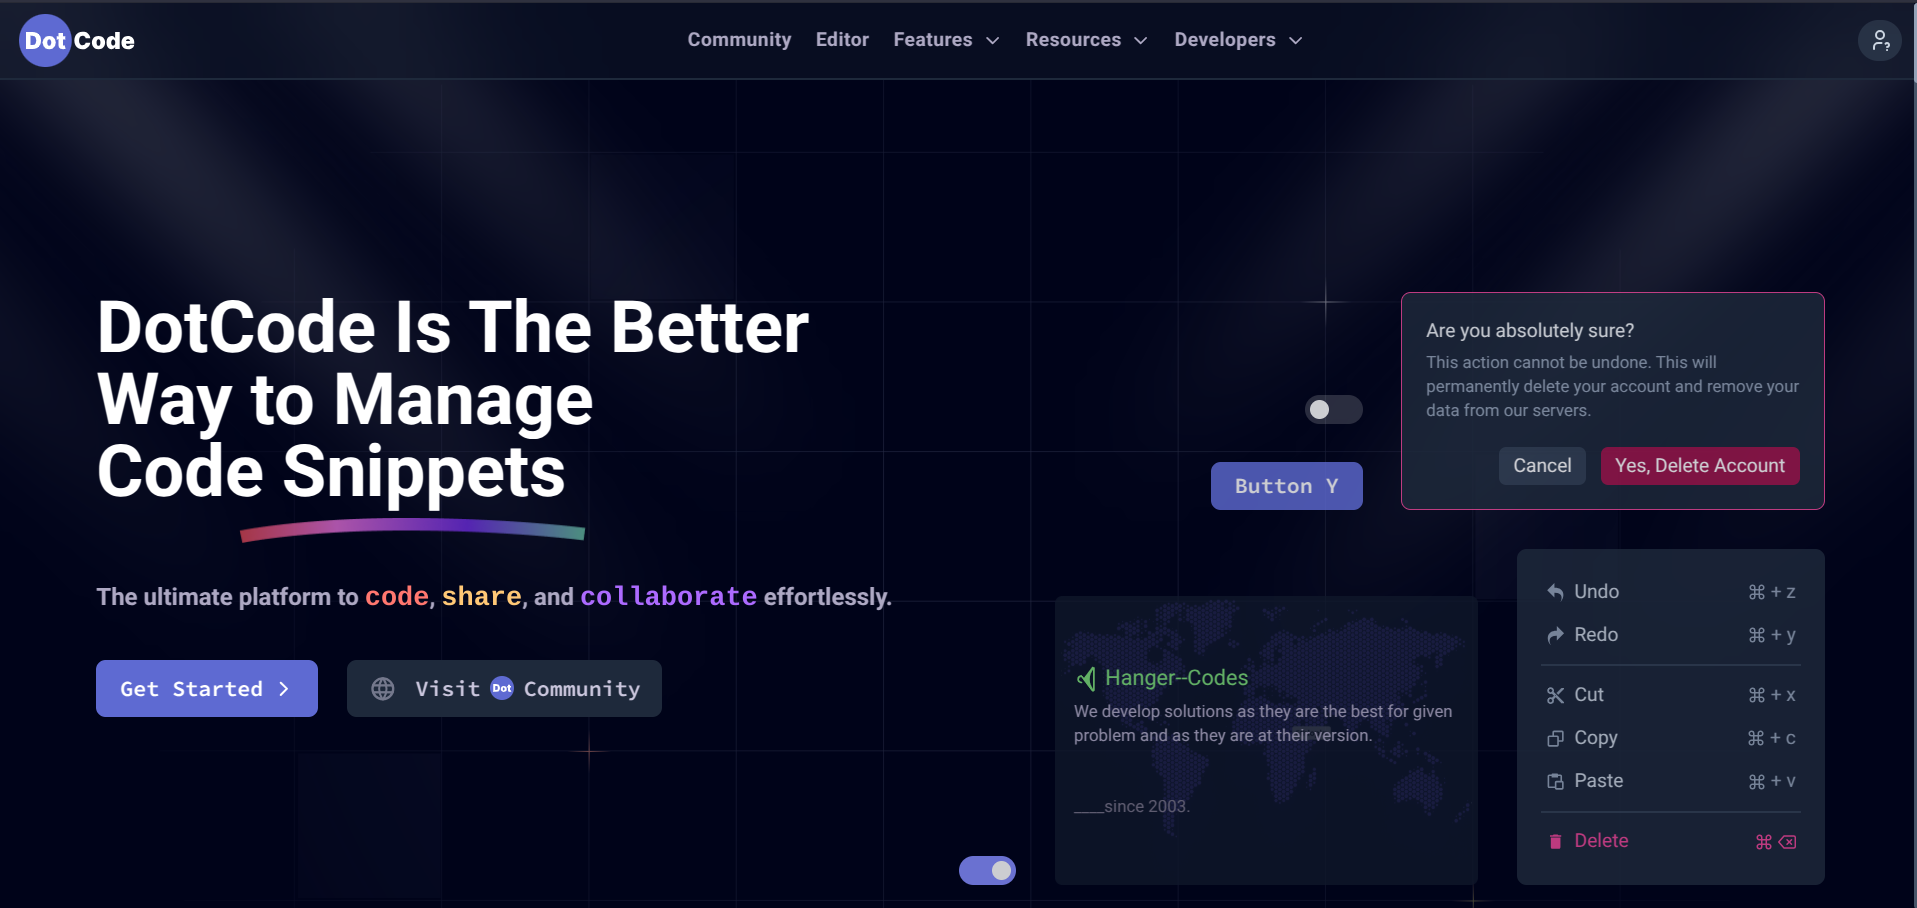 Dot Code
Community Editor Features Resources Developers
DotCode Is The Better
Way to Manage
Code Snippets
The ultimate platform to code, share, and collaborate effortlessly.
Get Started
Visit Dot Community
Button Y
Are you absolutely sure?
This action cannot be undone. This will
permanently delete your account and remove your
data from our servers.
Cancel Yes, Delete Account
Hanger--Codes
We develop solutions as they are the best for given
problem and as they are at their version.
___since 2003.
Undo ⌘ + z
Redo ⌘ + y
Cut ⌘ + x
Copy ⌘ + c
Paste ⌘ + v
Delete ⌘ ⌫